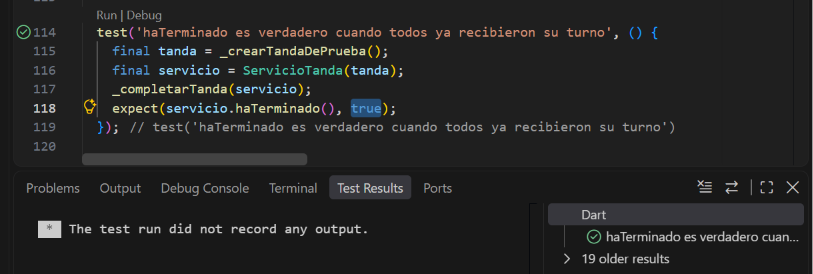 Run | Debug
114 test('haTerminado es verdadero cuando todos ya recibieron su turno', () {
115 final tanda = _crearTandaDePrueba();
116 final servicio = ServicioTanda(tanda);
117 _completarTanda(servicio);
118 expect(servicio.haTerminado(), true);
119 }); // test('haTerminado es verdadero cuando todos ya recibieron su turno')
120
Problems Output Debug Console Terminal Test Results Ports
* The test run did not record any output.
Dart
haTerminado es verdadero cuan...
19 older results